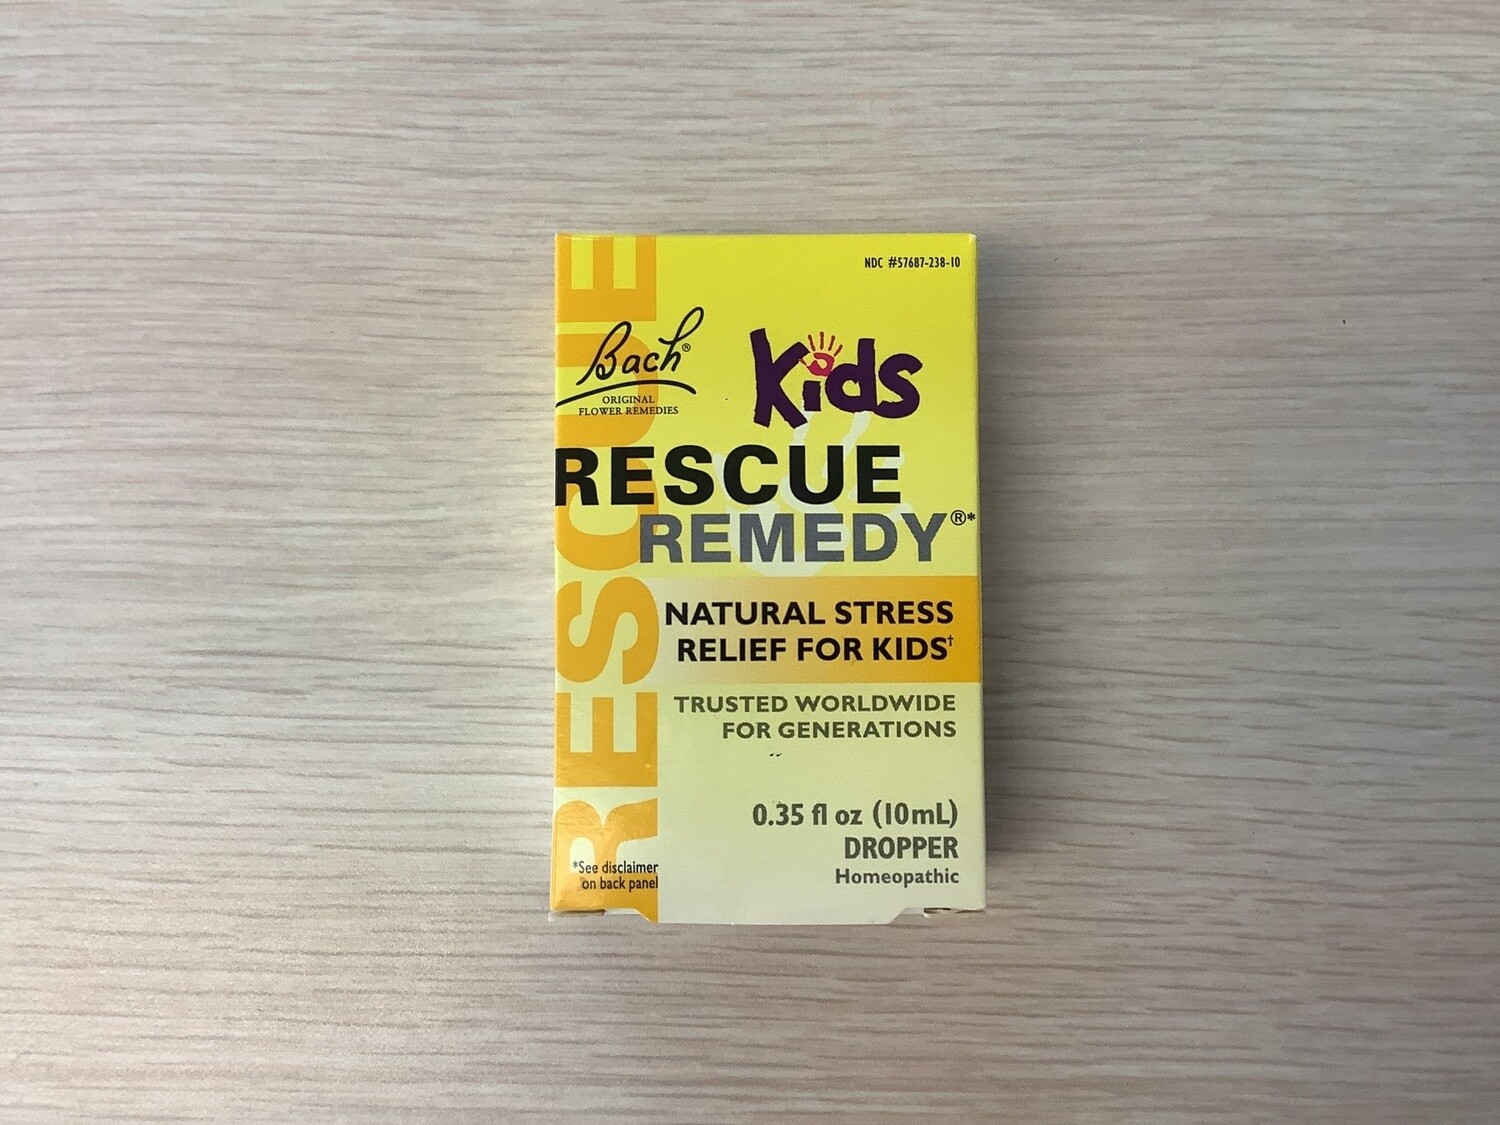 NDC #57687-238-10
Bach®
ORIGINAL
FLOWER REMEDIES
Kids
RESCUE
REMEDY®*
RESCUE
NATURAL STRESS
RELIEF FOR KIDS†
TRUSTED WORLDWIDE
FOR GENERATIONS
0.35 fl oz (10mL)
DROPPER
Homeopathic
*See disclaimer
on back panel